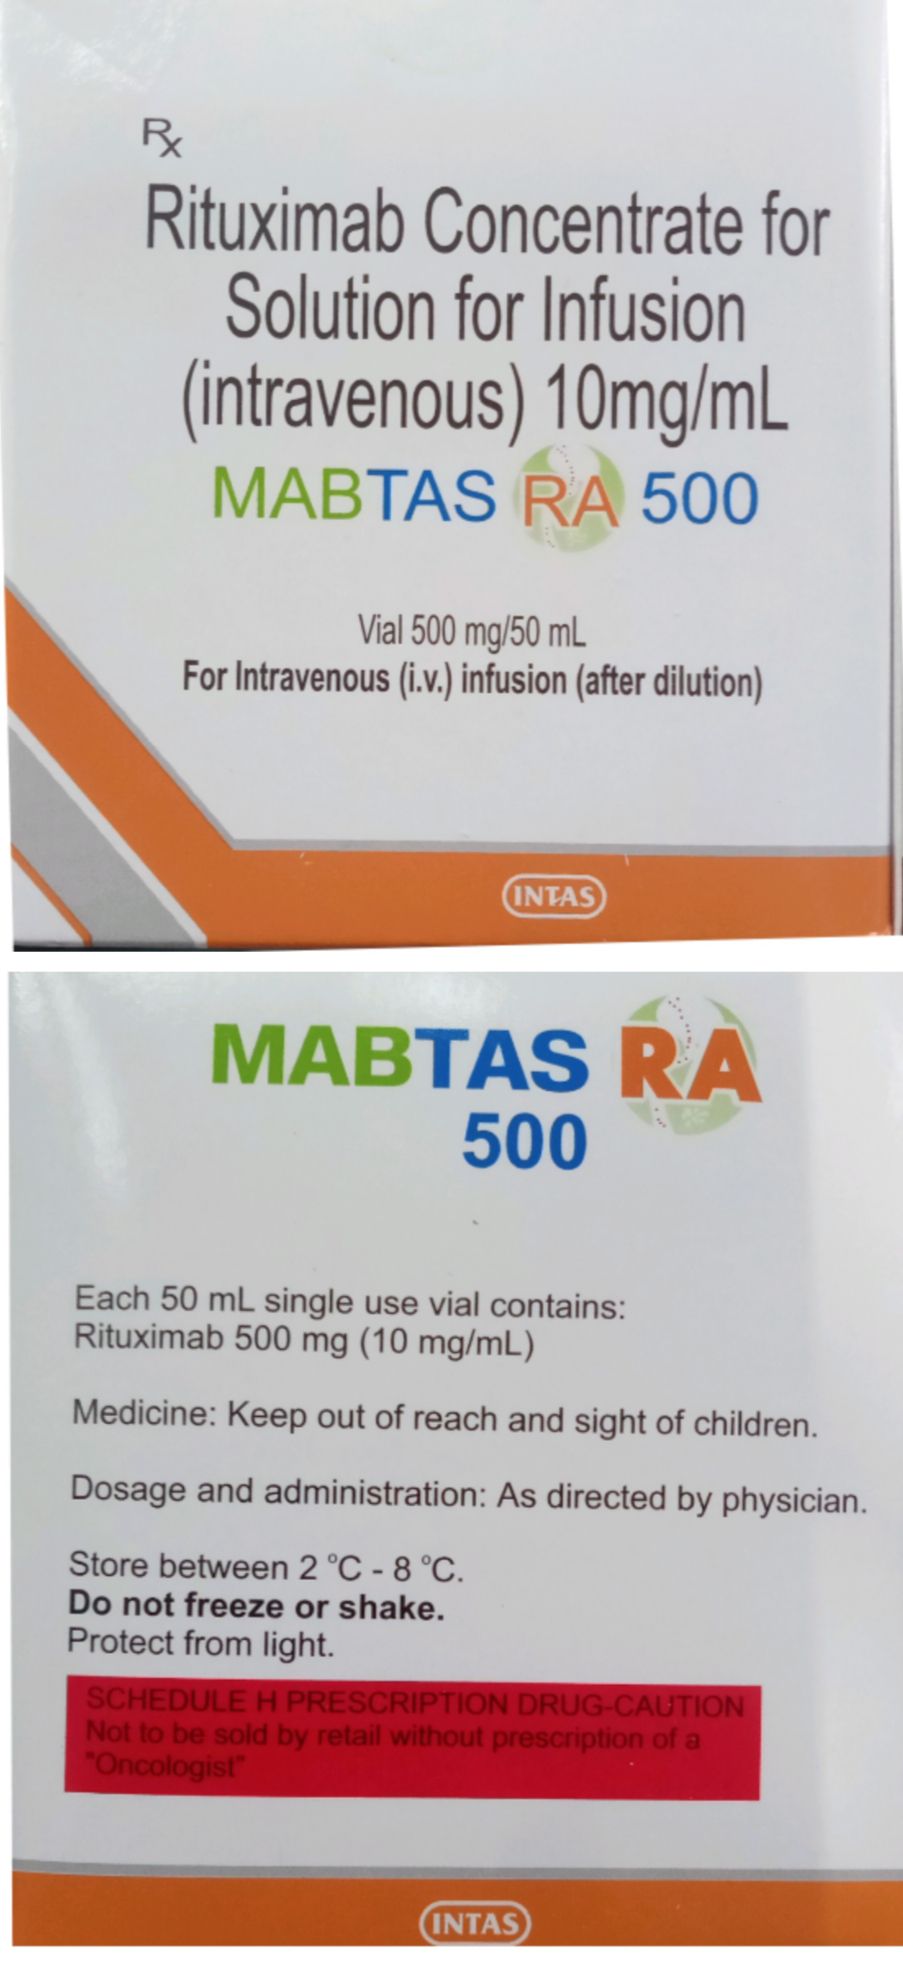 Rx
Rituximab Concentrate for
Solution for Infusion
(intravenous) 10mg/mL
MABTAS RA 500
Vial 500 mg/50 mL
For Intravenous (i.v.) infusion (after dilution)
INTAS
MABTAS RA
500
Each 50 mL single use vial contains:
Rituximab 500 mg (10 mg/mL)
Medicine: Keep out of reach and sight of children.
Dosage and administration: As directed by physician.
Store between 2 °C - 8 °C.
Do not freeze or shake.
Protect from light.
SCHEDULE H PRESCRIPTION DRUG-CAUTION
Not to be sold by retail without prescription of a
"Oncologist"
INTAS